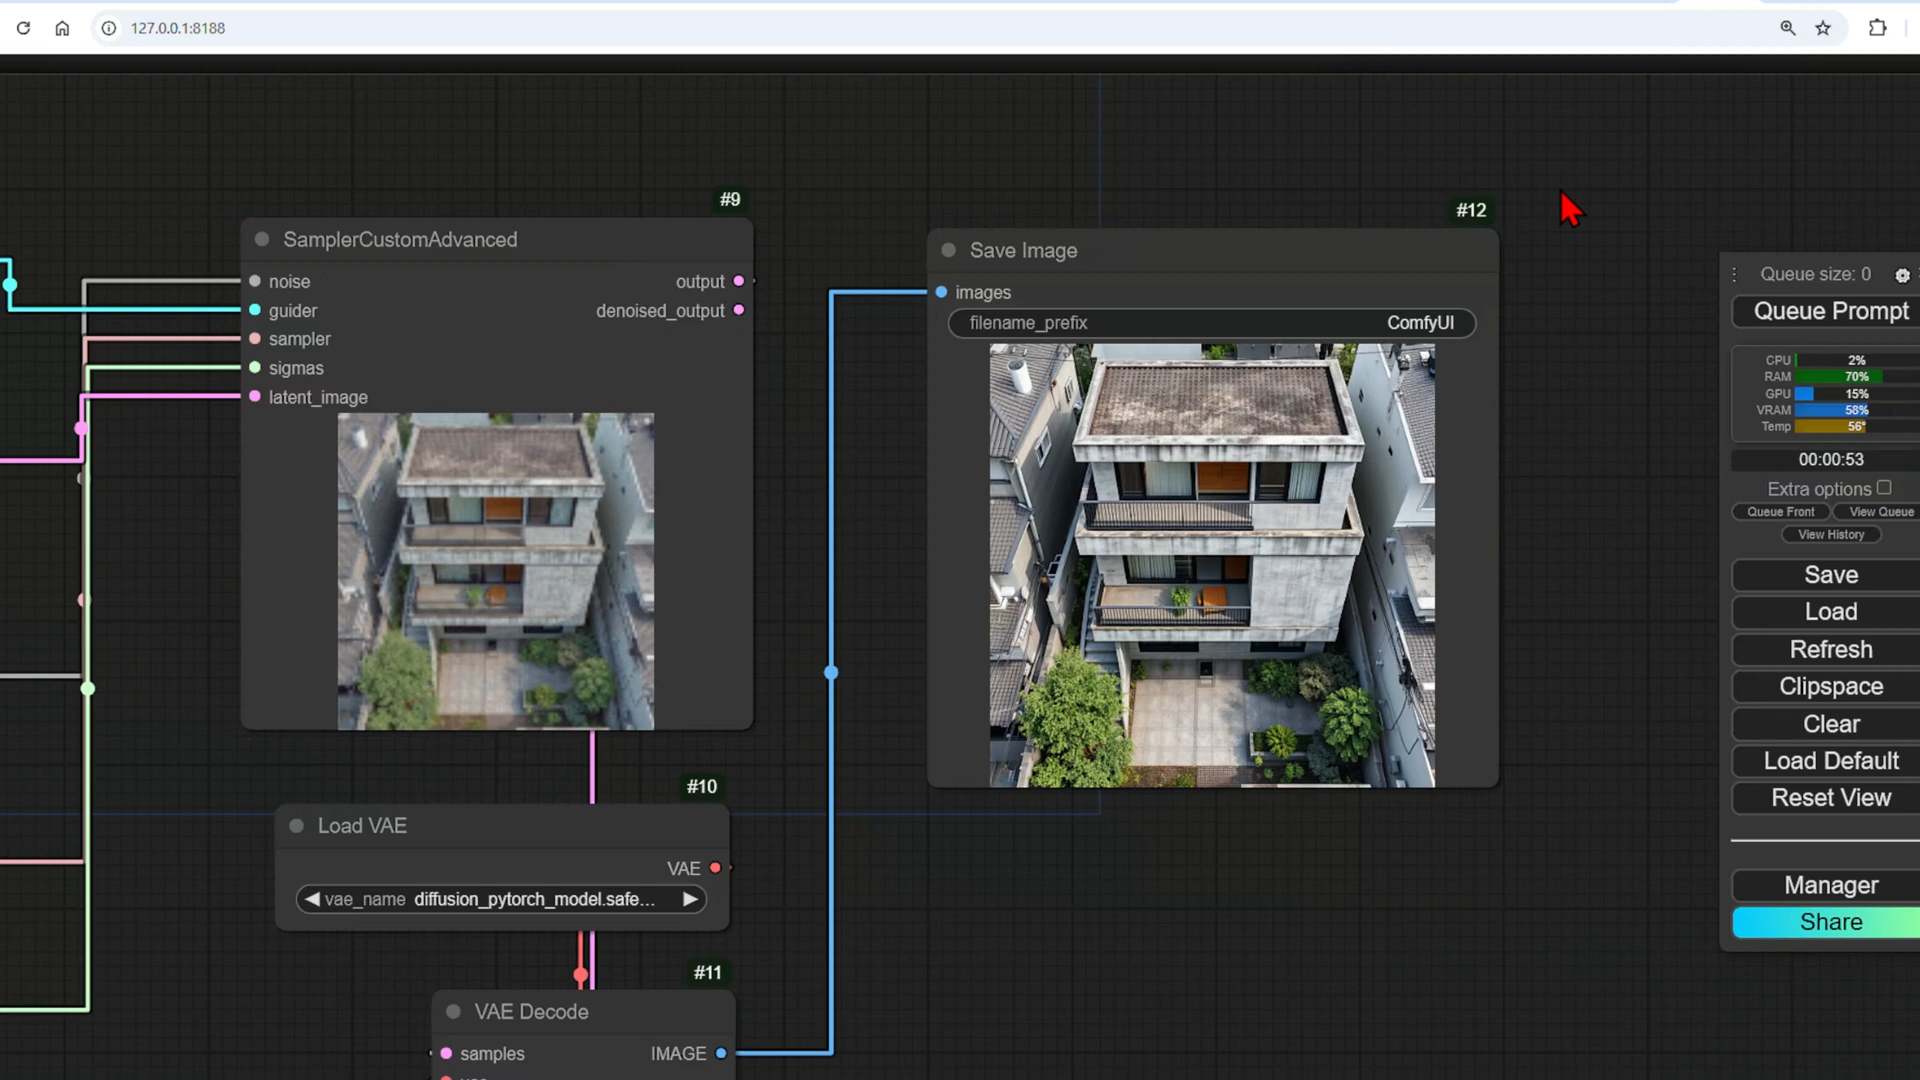 127.0.0.1:8188
#9
SamplerCustomAdvanced
noise
output
guider
denoised_output
sampler
sigmas
latent_image
#12
Save Image
images
filename_prefix ComfyUI
#10
Load VAE
VAE
vae_name diffusion_pytorch_model.safe...
#11
VAE Decode
samples
IMAGE
Queue size: 0
Queue Prompt
CPU 2%
RAM 70%
GPU 15%
VRAM 58%
Temp 56°
00:00:53
Extra options
Queue Front View Queue
View History
Save
Load
Refresh
Clipspace
Clear
Load Default
Reset View
Manager
Share